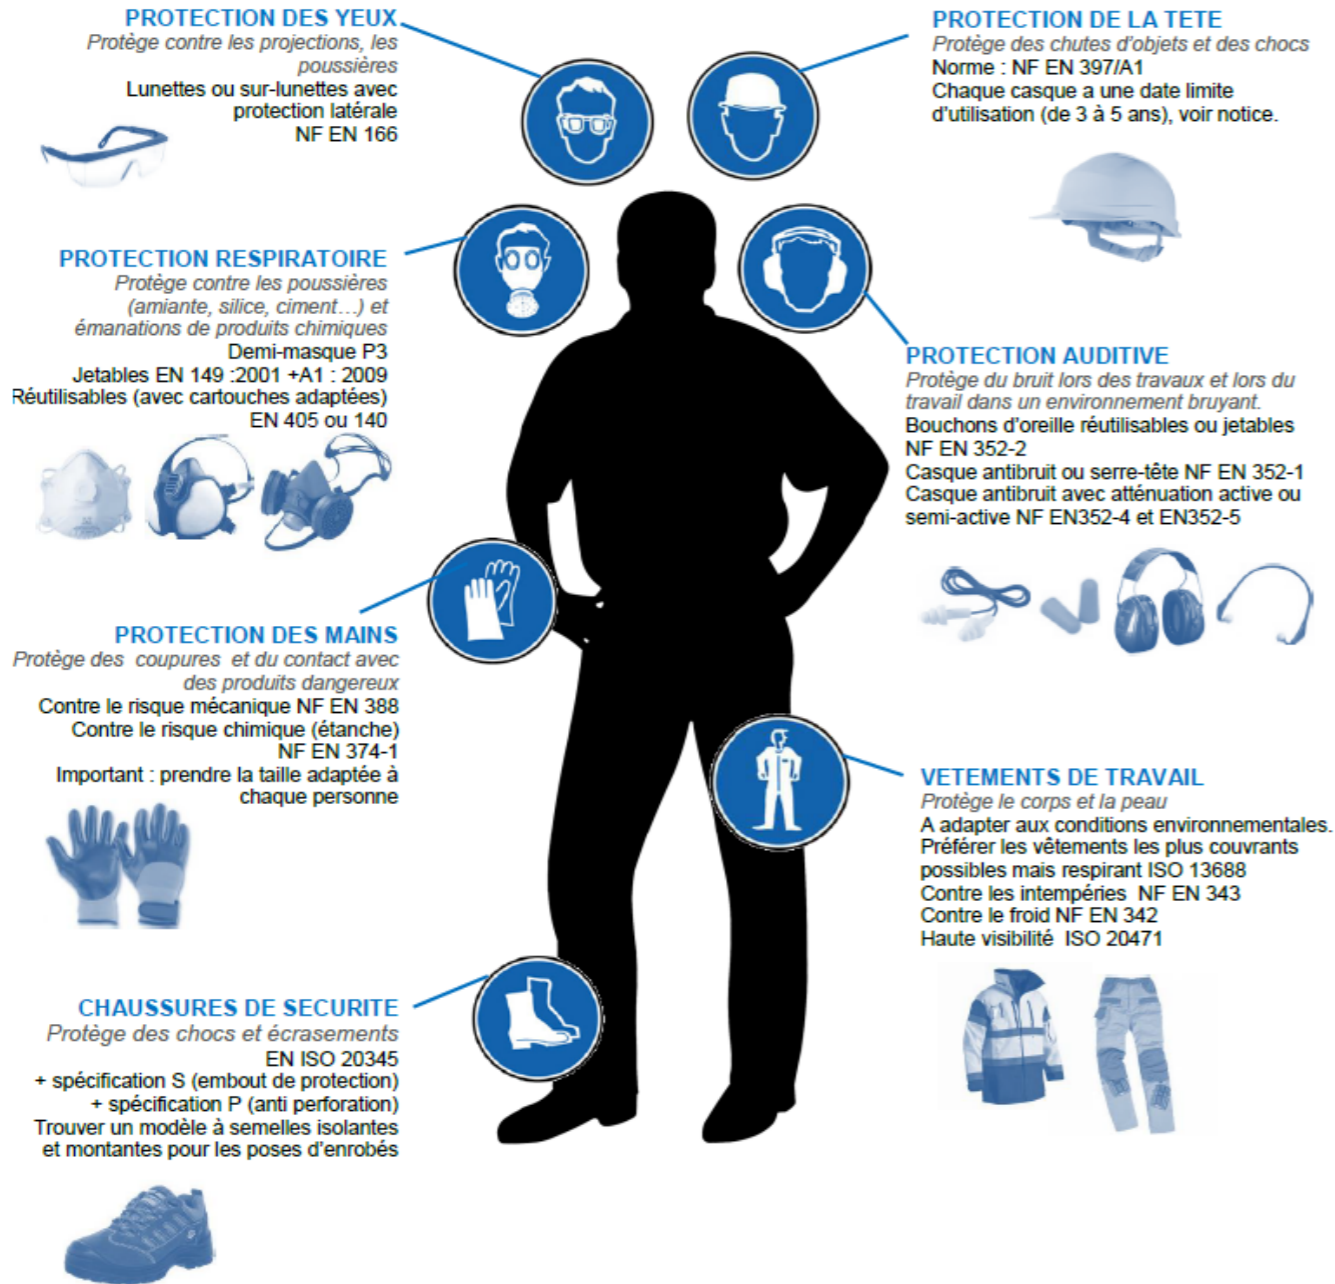 PROTECTION DES YEUX
Protège contre les projections, les
poussières
Lunettes ou sur-lunettes avec
protection latérale
NF EN 166
PROTECTION DE LA TETE
Protège des chutes d'objets et des chocs
Norme : NF EN 397/A1
Chaque casque a une date limite
d'utilisation (de 3 à 5 ans), voir notice.
PROTECTION RESPIRATOIRE
Protège contre les poussières
(amiante, silice, ciment…) et
émanations de produits chimiques
Demi-masque P3
Jetables EN 149 :2001 +A1 : 2009
Réutilisables (avec cartouches adaptées)
EN 405 ou 140
PROTECTION AUDITIVE
Protège du bruit lors des travaux et lors du
travail dans un environnement bruyant.
Bouchons d'oreille réutilisables ou jetables
NF EN 352-2
Casque antibruit ou serre-tête NF EN 352-1
Casque antibruit avec atténuation active ou
semi-active NF EN352-4 et EN352-5
PROTECTION DES MAINS
Protège des coupures et du contact avec
des produits dangereux
Contre le risque mécanique NF EN 388
Contre le risque chimique (étanche)
NF EN 374-1
Important : prendre la taille adaptée à
chaque personne
VETEMENTS DE TRAVAIL
Protège le corps et la peau
A adapter aux conditions environnementales.
Préférer les vêtements les plus couvrants
possibles mais respirant ISO 13688
Contre les intempéries NF EN 343
Contre le froid NF EN 342
Haute visibilité ISO 20471
CHAUSSURES DE SECURITE
Protège des chocs et écrasements
EN ISO 20345
+ spécification S (embout de protection)
+ spécification P (anti perforation)
Trouver un modèle à semelles isolantes
et montantes pour les poses d'enrobés